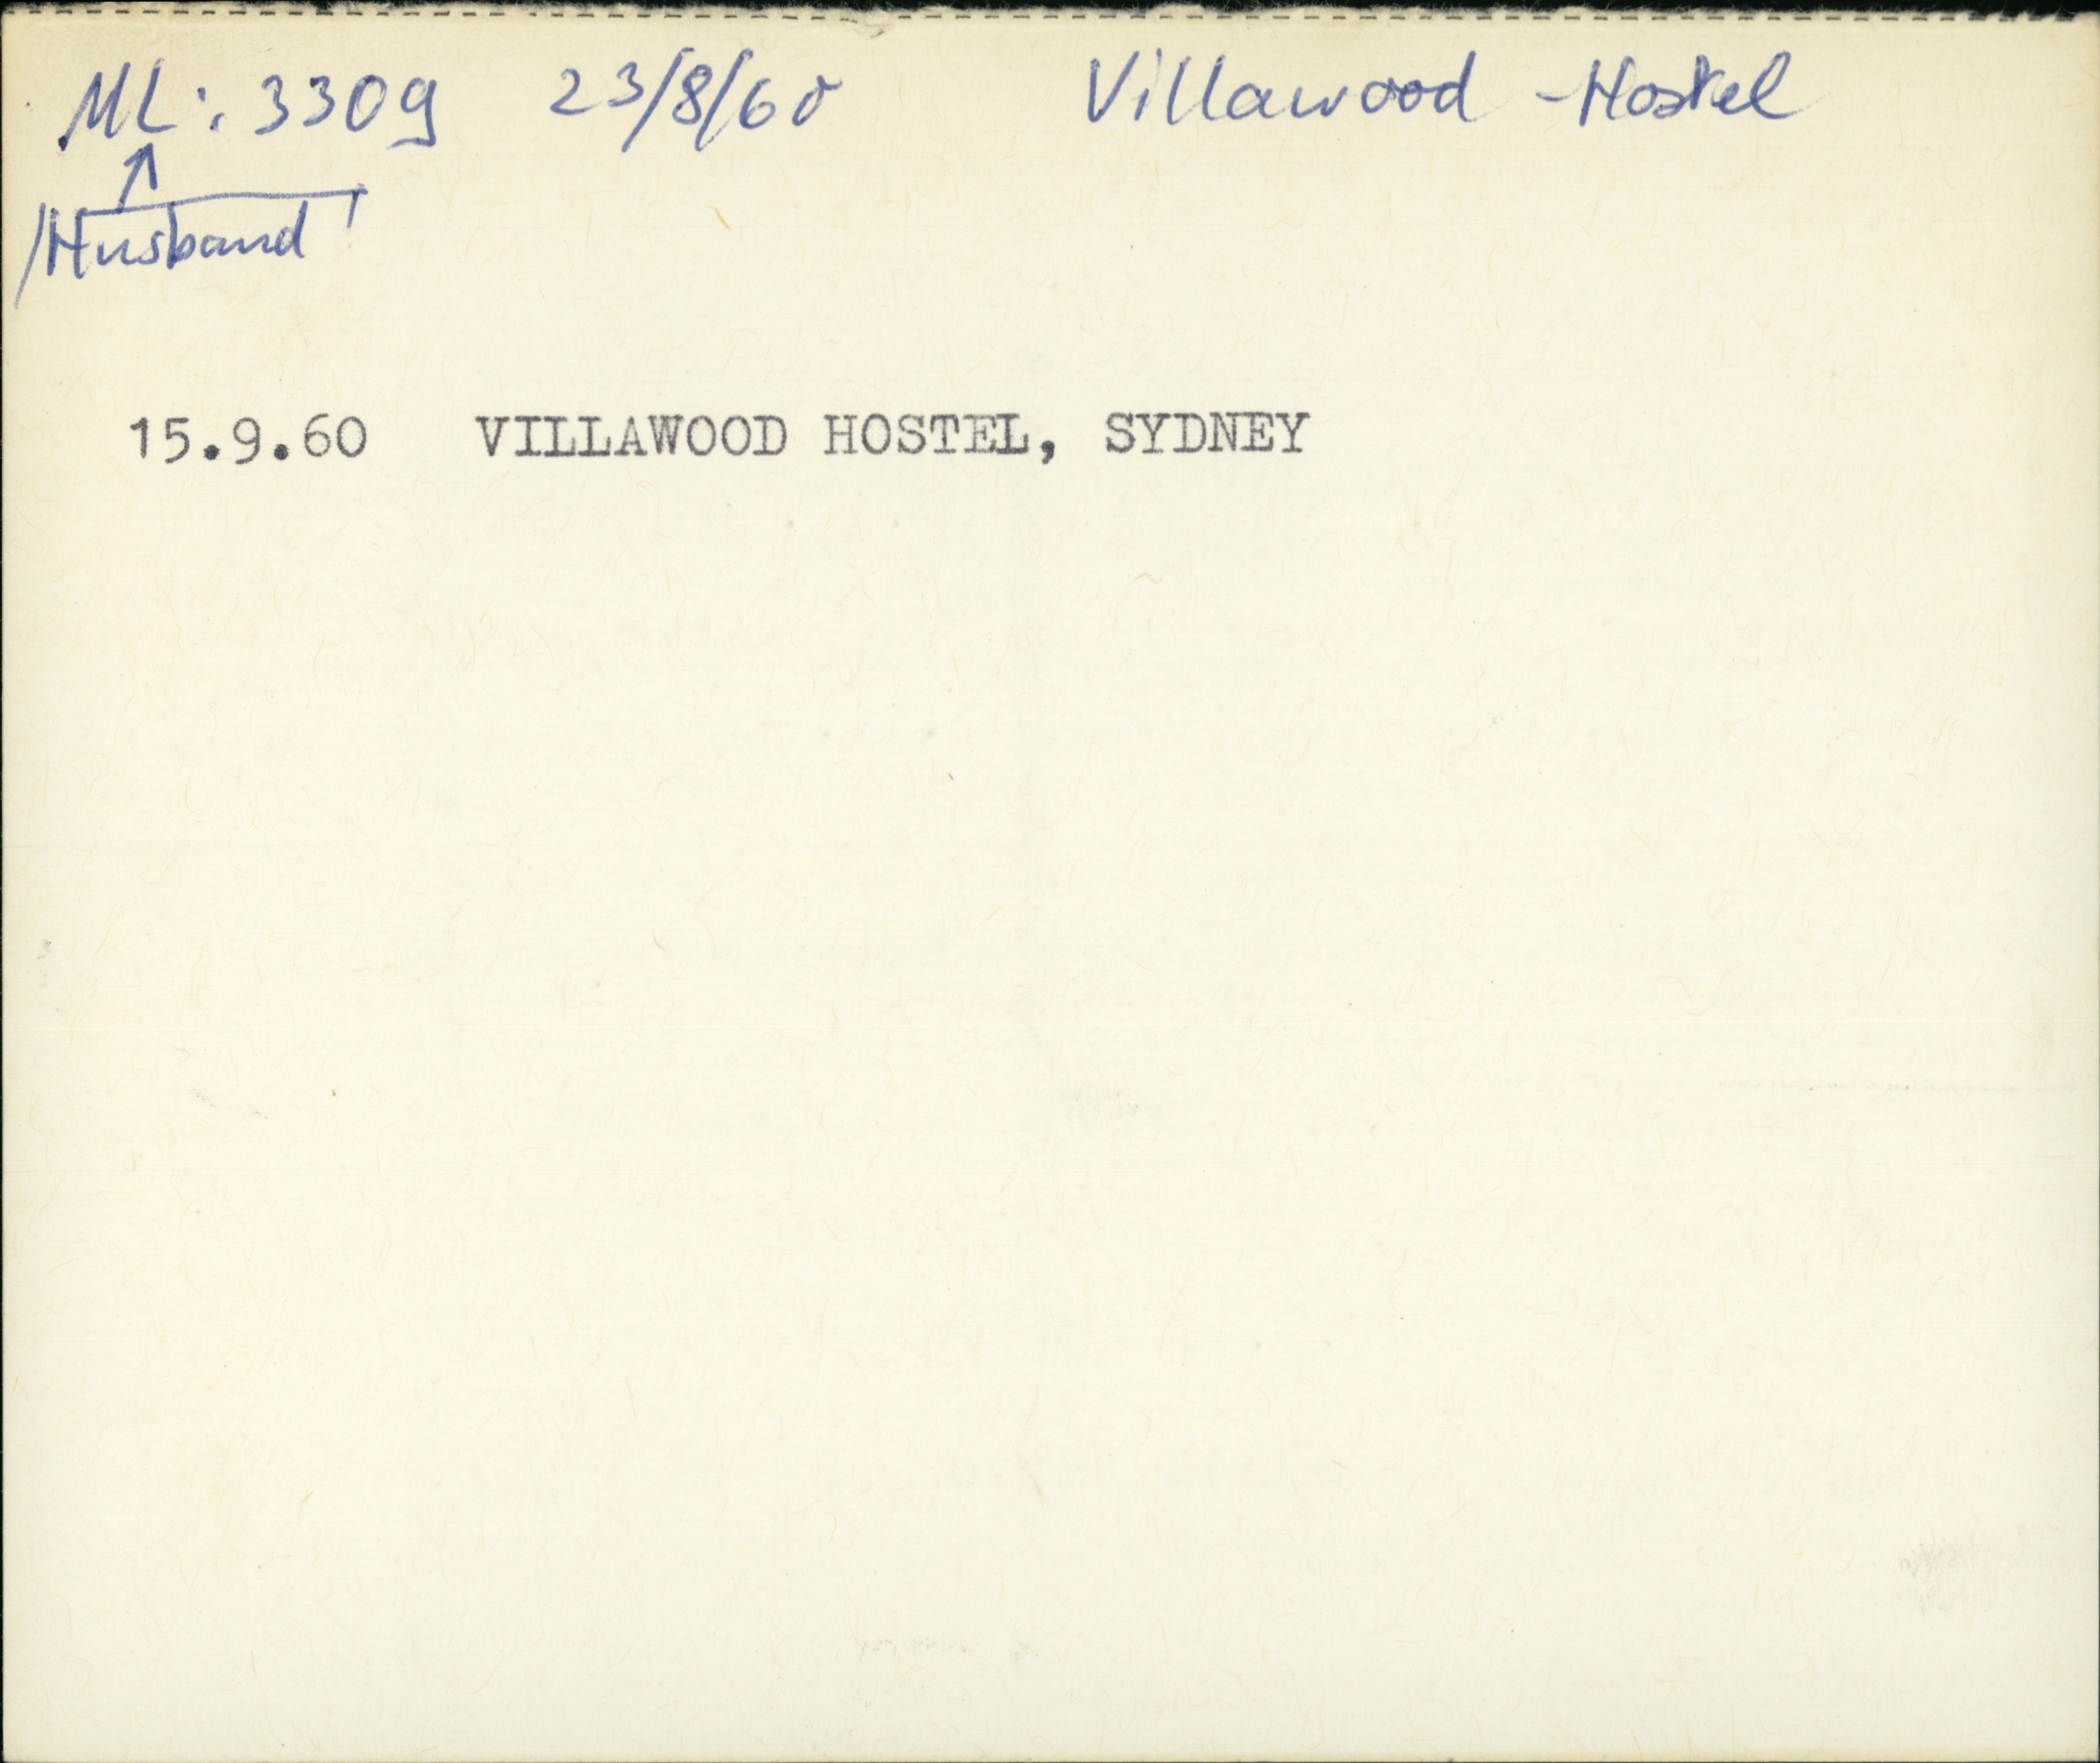 ML: 3309 23/8/60 Villawood - Hostel
↑
/Husband/
15.9.60 VILLAWOOD HOSTEL, SYDNEY